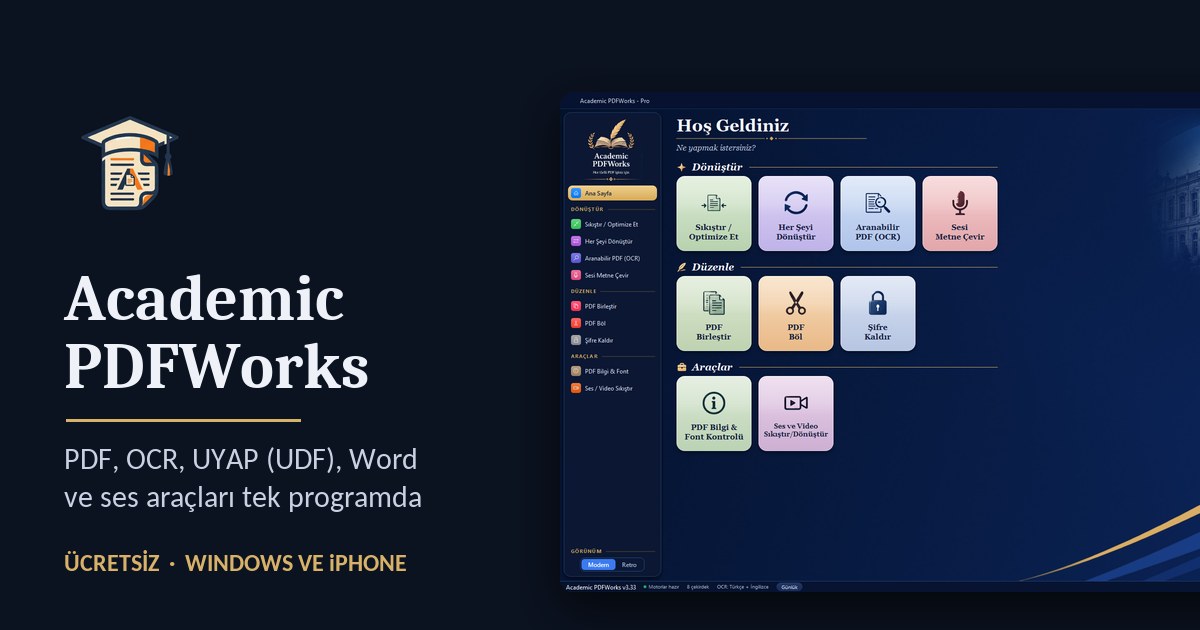 Academic
PDFWorks
PDF, OCR, UYAP (UDF), Word
ve ses araçları tek programda
ÜCRETSİZ · WINDOWS VE iPHONE
Academic PDFWorks - Pro
Academic
PDFWorks
Ana Sayfa
DÖNÜŞTÜR
Sıkıştır / Optimize Et
Her Şeyi Dönüştür
Aranabilir PDF (OCR)
Sesi Metne Çevir
DÜZENLE
PDF Birleştir
PDF Böl
Şifre Kaldır
ARAÇLAR
PDF Bilgi & Font
Ses / Video Sıkıştır
GÖRÜNÜM
Modern
Retro
Hoş Geldiniz
Ne yapmak istersiniz?
Dönüştür
Sıkıştır /
Optimize Et
Her Şeyi
Dönüştür
Aranabilir
PDF (OCR)
Sesi
Metne Çevir
Düzenle
PDF
Birleştir
PDF
Böl
Şifre
Kaldır
Araçlar
PDF Bilgi &
Font Kontrolü
Ses ve Video
Sıkıştır/Dönüştür
Academic PDFWorks v3.33
Motorlar hazır
8 çekirdek
OCR: Türkçe + İngilizce
Günlük